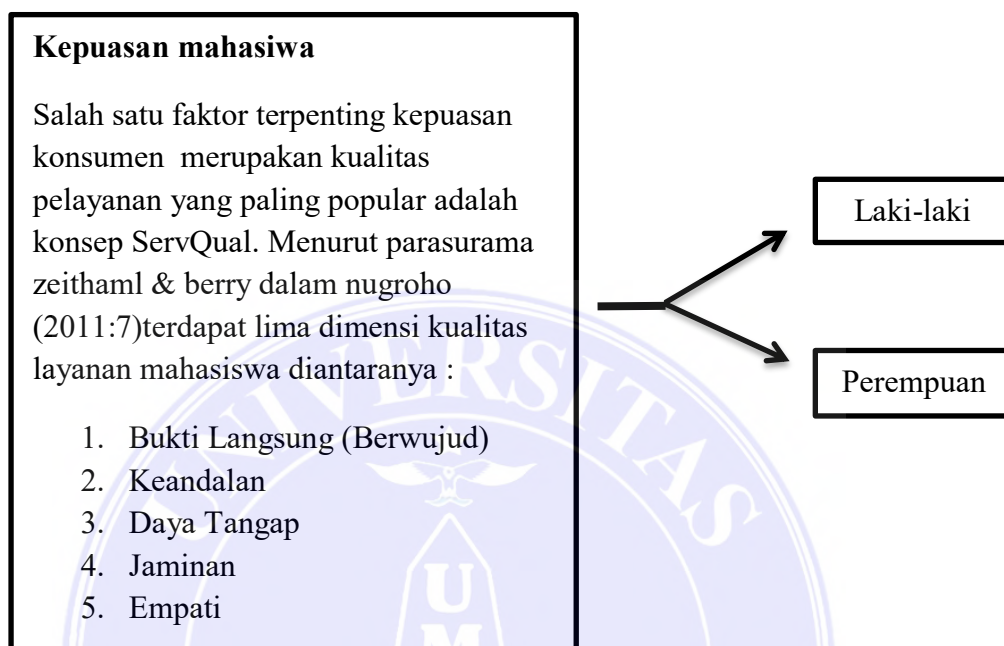 Kepuasan mahasiwa
Salah satu faktor terpenting kepuasan
konsumen merupakan kualitas
pelayanan yang paling popular adalah
konsep ServQual. Menurut parasurama
zeithaml & berry dalam nugroho
(2011:7)terdapat lima dimensi kualitas
layanan mahasiswa diantaranya :
1. Bukti Langsung (Berwujud)
2. Keandalan
3. Daya Tangap
4. Jaminan
5. Empati
Laki-laki
Perempuan
UNIVERSITAS
U
M